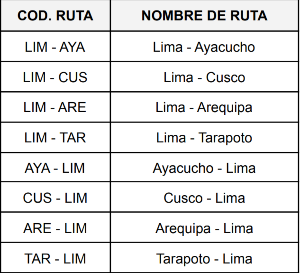 COD. RUTA NOMBRE DE RUTA
LIM - AYA Lima - Ayacucho
LIM - CUS Lima - Cusco
LIM - ARE Lima - Arequipa
LIM - TAR Lima - Tarapoto
AYA - LIM Ayacucho - Lima
CUS - LIM Cusco - Lima
ARE - LIM Arequipa - Lima
TAR - LIM Tarapoto - Lima